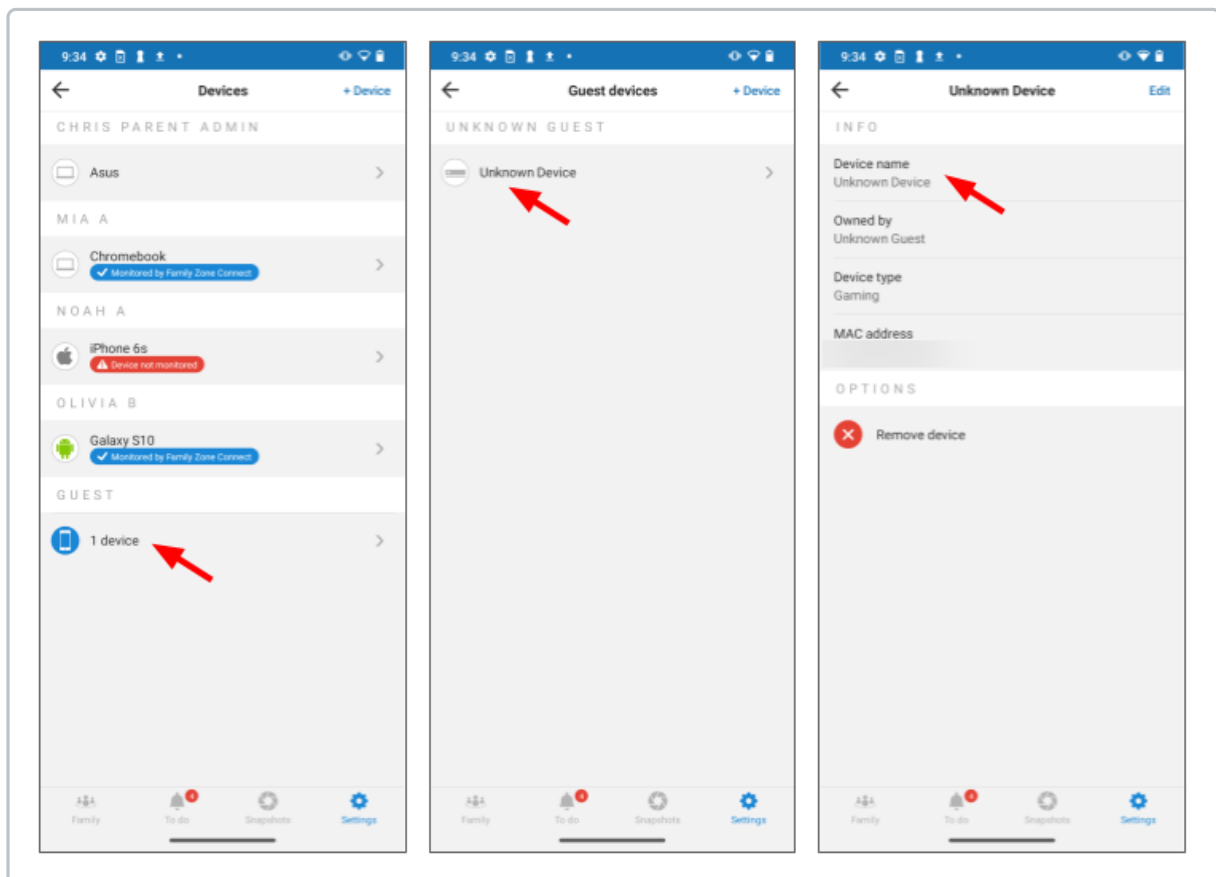 9:34
Devices
+ Device
CHRIS PARENT ADMIN
Asus
MIA A
Chromebook
Monitored by Family Zone Connect
NOAH A
iPhone 6s
Device not monitored
OLIVIA B
Galaxy S10
Monitored by Family Zone Connect
GUEST
1 device
Family
4
To do
Snapshots
Settings
9:34
Guest devices
+ Device
UNKNOWN GUEST
Unknown Device
Family
4
To do
Snapshots
Settings
9:34
Unknown Device
Edit
INFO
Device name
Unknown Device
Owned by
Unknown Guest
Device type
Gaming
MAC address
OPTIONS
Remove device
Family
4
To do
Snapshots
Settings